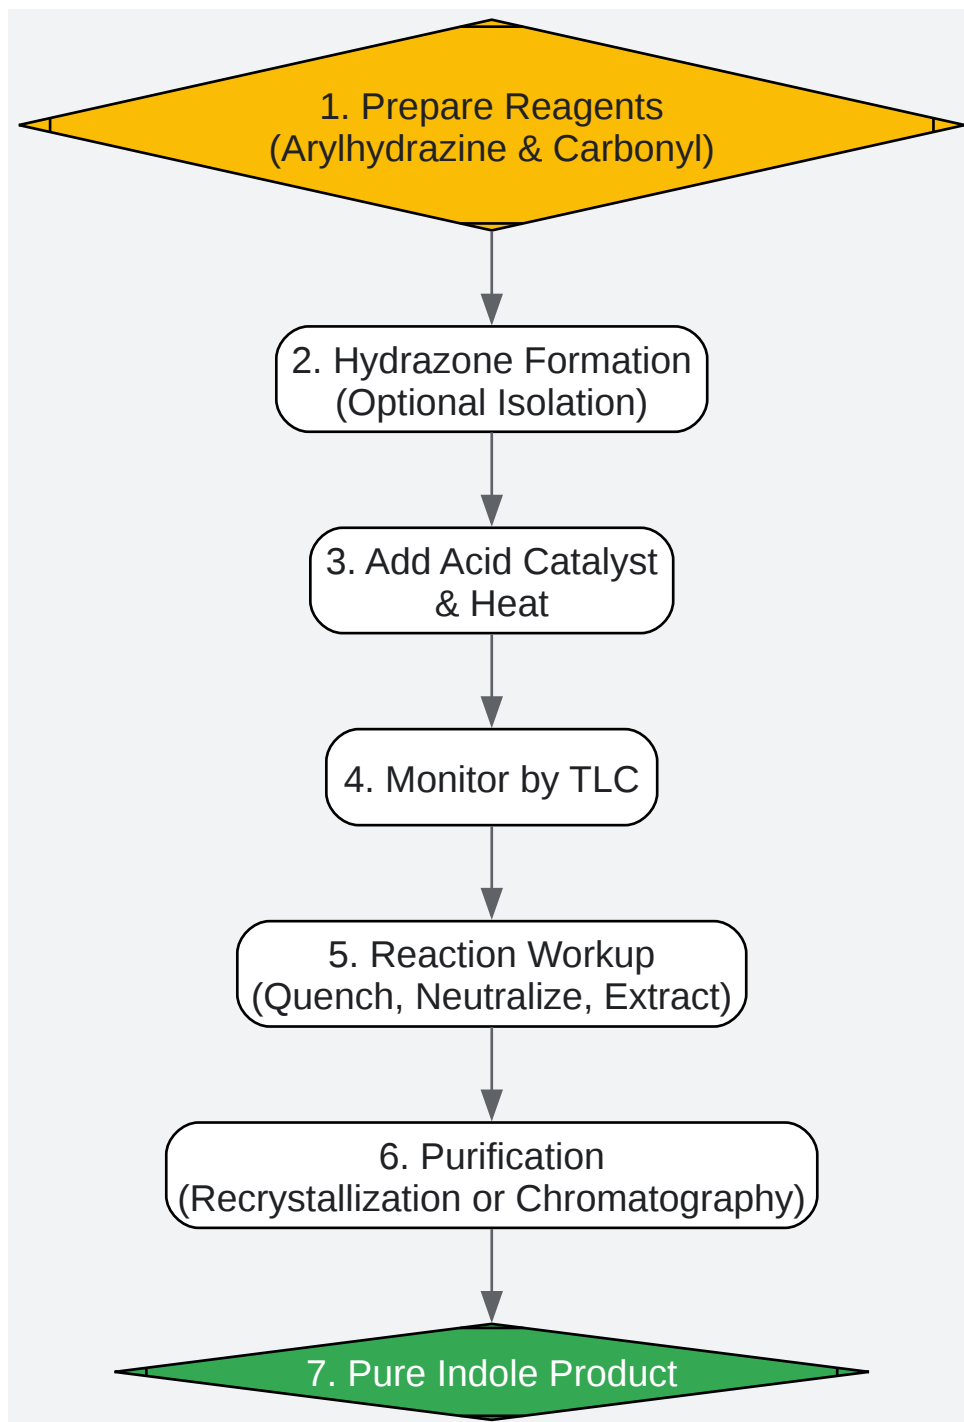 1. Prepare Reagents
(Arylhydrazine & Carbonyl)
2. Hydrazone Formation
(Optional Isolation)
3. Add Acid Catalyst
& Heat
4. Monitor by TLC
5. Reaction Workup
(Quench, Neutralize, Extract)
6. Purification
(Recrystallization or Chromatography)
7. Pure Indole Product